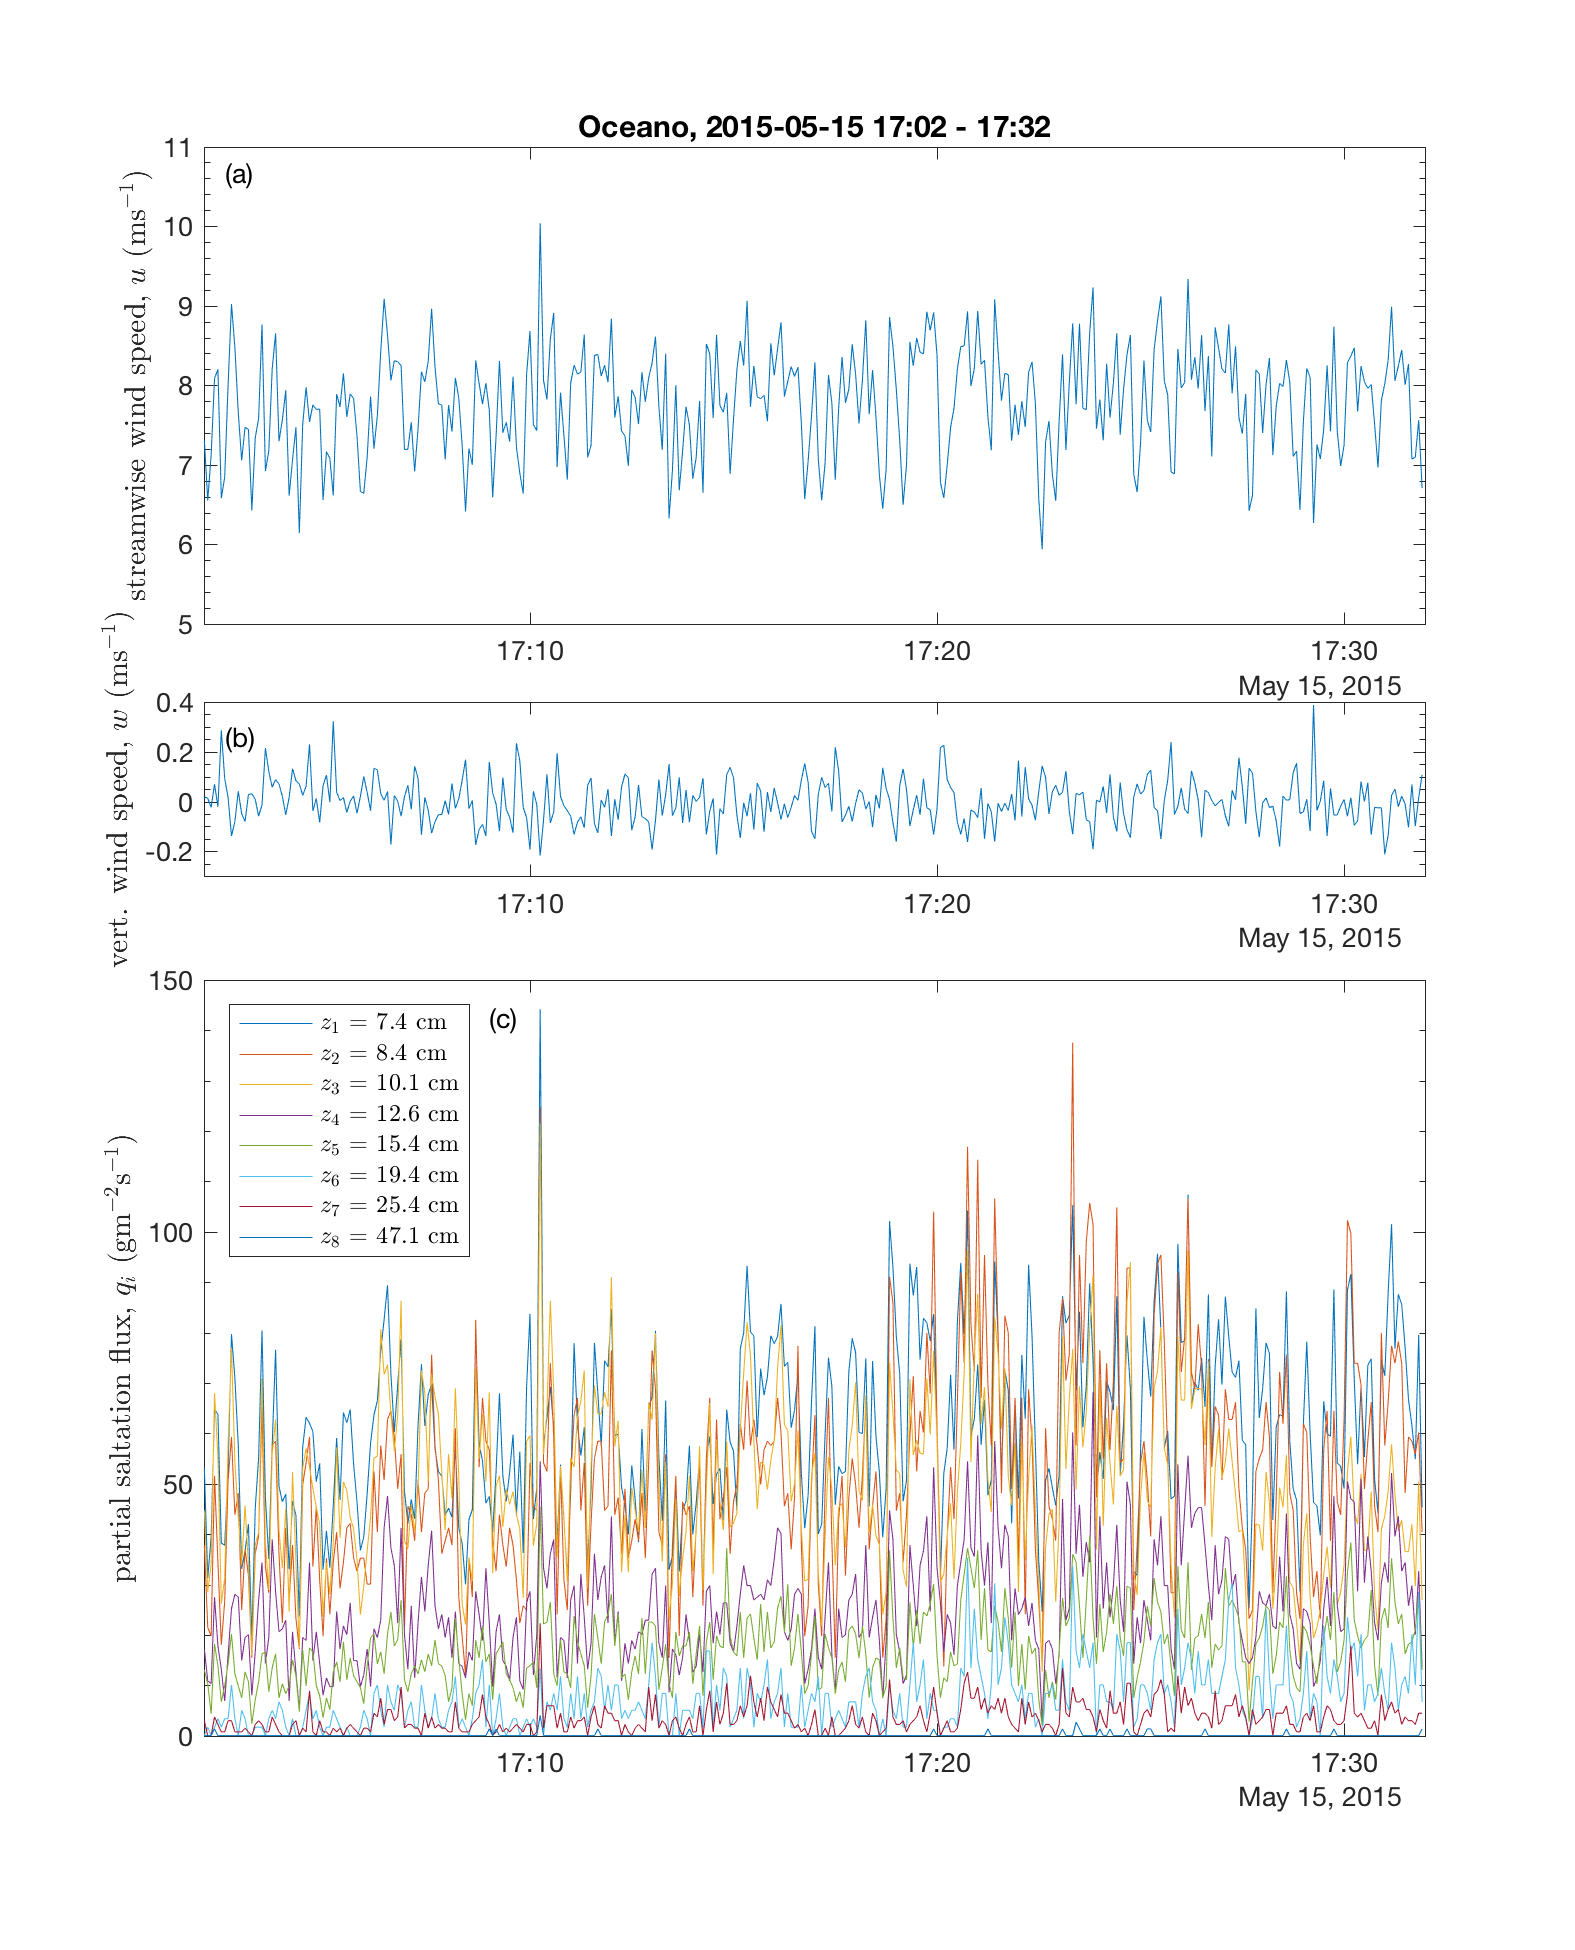 Oceano, 2015-05-15 17:02 - 17:32
(a)
streamwise wind speed, u (ms⁻¹)
11
10
9
8
7
6
5
17:10 17:20 17:30
May 15, 2015
(b)
vert. wind speed, w (ms⁻¹)
0.4
0.2
0
-0.2
17:10 17:20 17:30
May 15, 2015
(c)
partial saltation flux, qᵢ (gm⁻²s⁻¹)
150
100
50
0
z₁ = 7.4 cm
z₂ = 8.4 cm
z₃ = 10.1 cm
z₄ = 12.6 cm
z₅ = 15.4 cm
z₆ = 19.4 cm
z₇ = 25.4 cm
z₈ = 47.1 cm
17:10 17:20 17:30
May 15, 2015